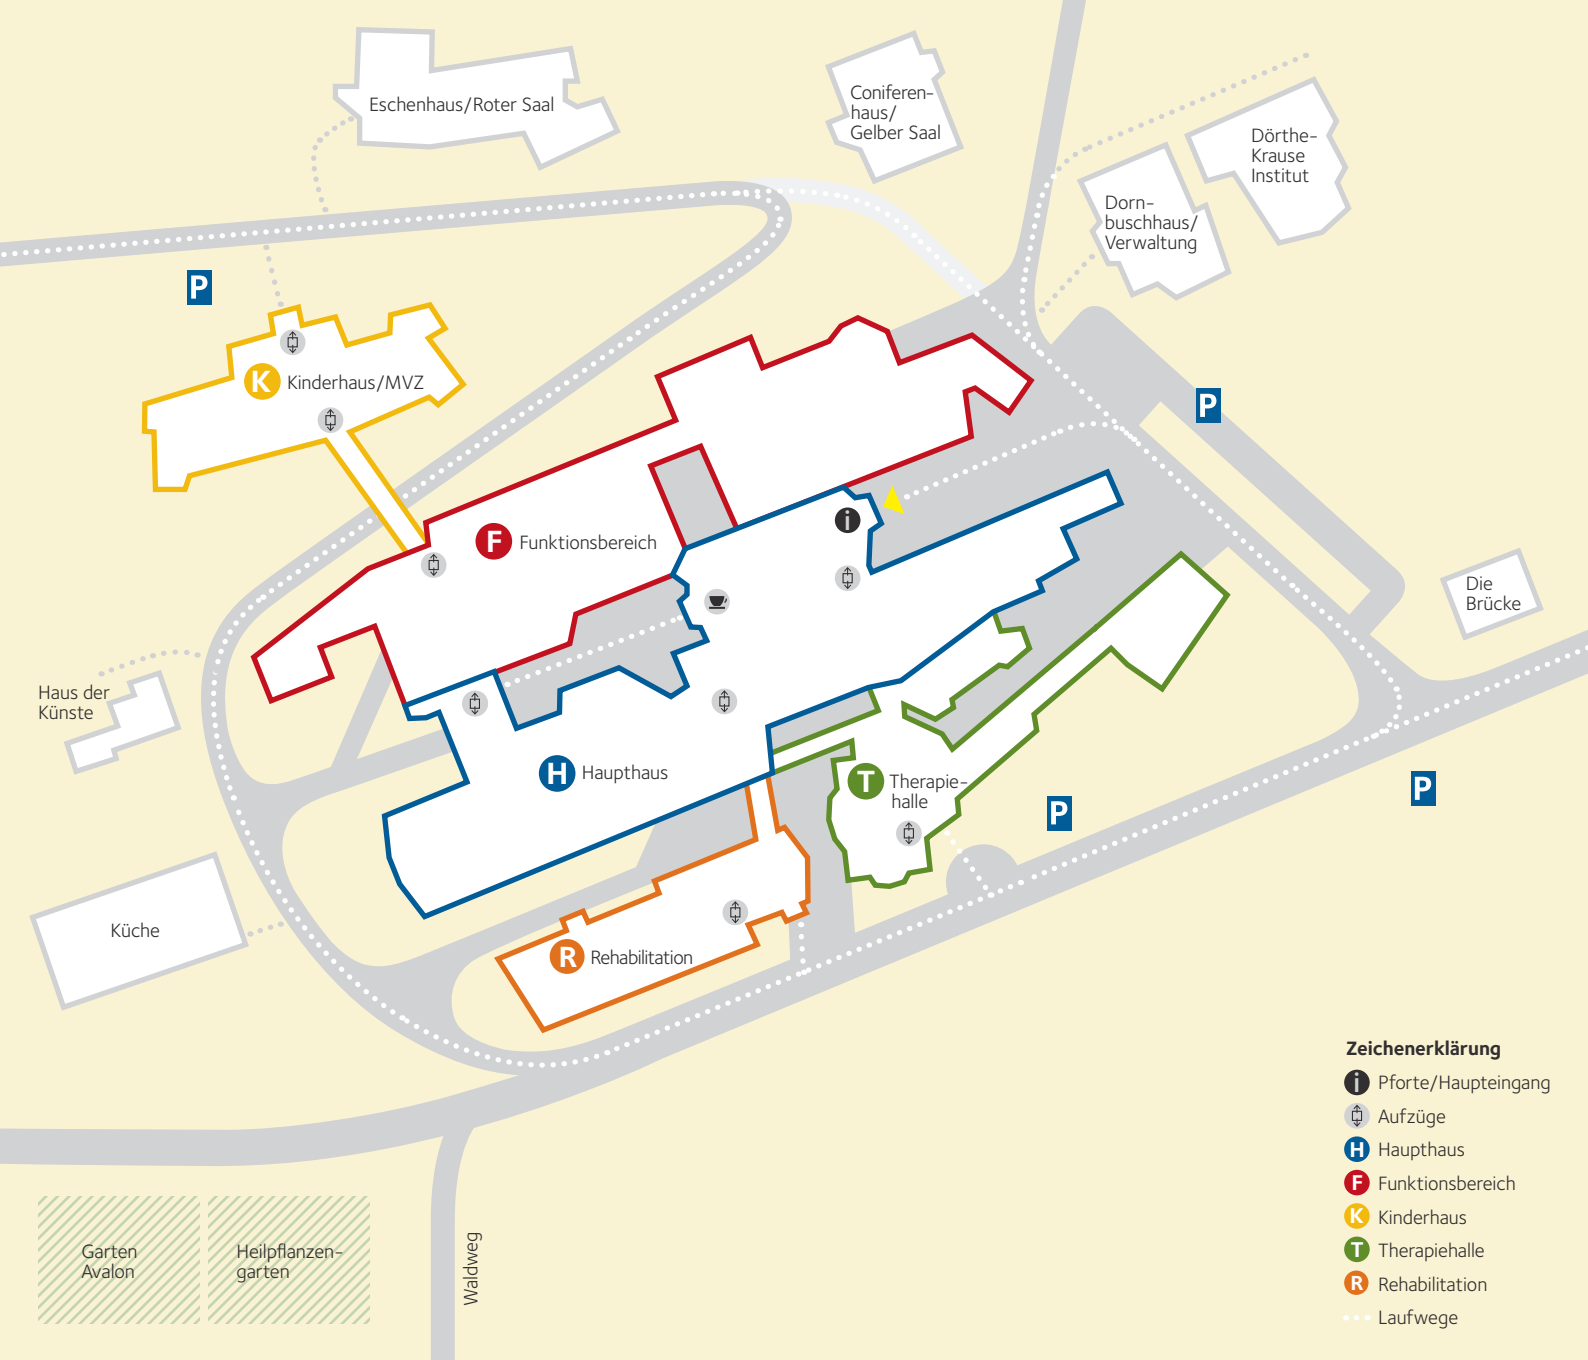 Eschenhaus/Roter Saal
Coniferen-
haus/
Gelber Saal
Dörthe-
Krause
Institut
Dorn-
buschhaus/
Verwaltung
P
K Kinderhaus/MVZ
P
i
F Funktionsbereich
Die
Brücke
Haus der
Künste
H Haupthaus
T Therapie-
halle
P
P
Küche
R Rehabilitation
Garten
Avalon
Heilpflanzen-
garten
Waldweg
Zeichenerklärung
i Pforte/Haupteingang
Aufzüge
H Haupthaus
F Funktionsbereich
K Kinderhaus
T Therapiehalle
R Rehabilitation
Laufwege